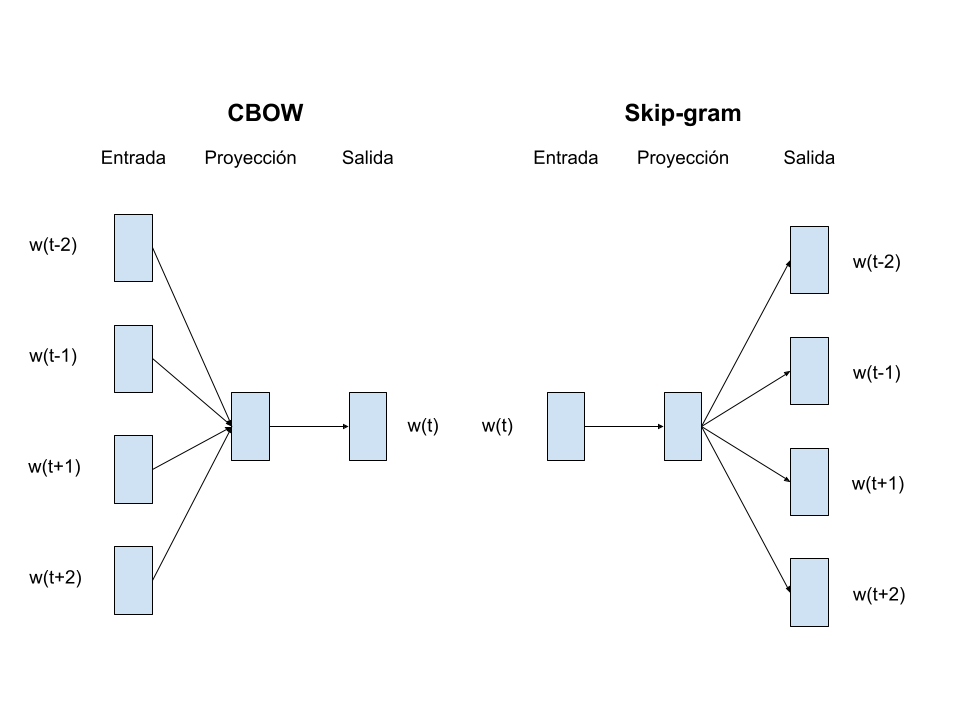 CBOW
Entrada Proyección Salida
w(t-2)
w(t-1)
w(t+1)
w(t+2)
w(t)
Skip-gram
Entrada Proyección Salida
w(t)
w(t-2)
w(t-1)
w(t+1)
w(t+2)